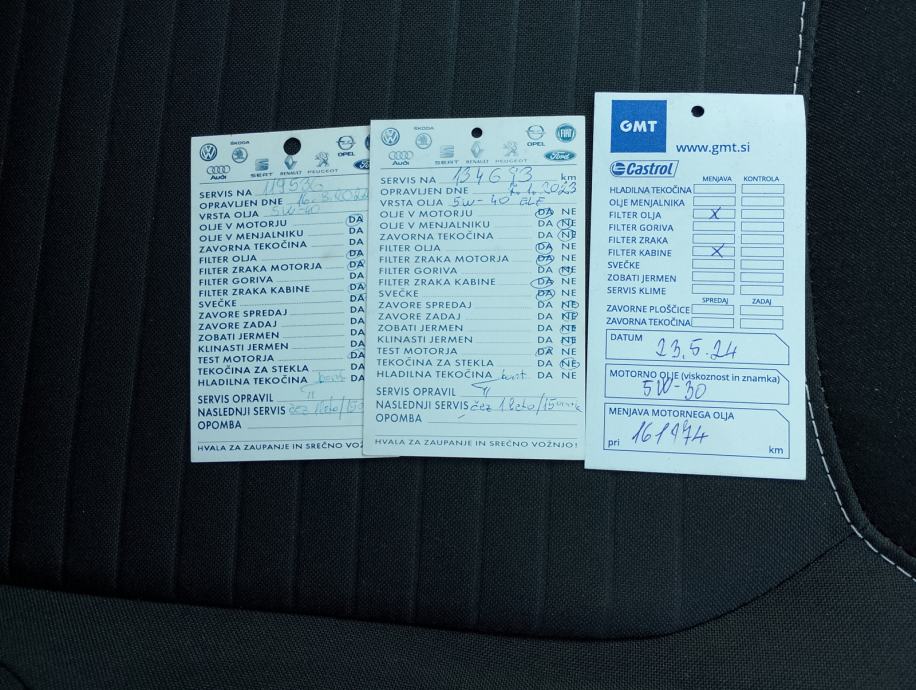 ŠKODA
OPEL
Audi
SEAT
RENAULT
PEUGEOT
SERVIS NA
OPRAVLJEN DNE
VRSTA OLJA 5W-40
OLJE V MOTORJU DA
OLJE V MENJALNIKU DA
ZAVORNA TEKOČINA DA
FILTER OLJA DA
FILTER ZRAKA MOTORJA DA
FILTER GORIVA DA
FILTER ZRAKA KABINE DA
SVEČKE DA
ZAVORE SPREDAJ DA
ZAVORE ZADAJ DA
ZOBATI JERMEN DA
KLINASTI JERMEN DA
TEST MOTORJA DA
TEKOČINA ZA STEKLA DA
HLADILNA TEKOČINA DA
SERVIS OPRAVIL
NASLEDNJI SERVIS čez
OPOMBA
HVALA ZA ZAUPANJE IN SREČNO VOŽ
ŠKODA
OPEL
FIAT
Audi
SEAT
RENAULT
PEUGEOT
Ford
SERVIS NA 134683 km
OPRAVLJEN DNE
VRSTA OLJA 5W-40
OLJE V MOTORJU DA NE
OLJE V MENJALNIKU DA NE
ZAVORNA TEKOČINA DA NE
FILTER OLJA DA NE
FILTER ZRAKA MOTORJA DA NE
FILTER GORIVA DA NE
FILTER ZRAKA KABINE DA NE
SVEČKE DA NE
ZAVORE SPREDAJ DA NE
ZAVORE ZADAJ DA NE
ZOBATI JERMEN DA NE
KLINASTI JERMEN DA NE
TEST MOTORJA DA NE
TEKOČINA ZA STEKLA DA NE
HLADILNA TEKOČINA DA NE
SERVIS OPRAVIL
NASLEDNJI SERVIS čez
OPOMBA
HVALA ZA ZAUPANJE IN SREČNO VOŽNJO!
GMT
www.gmt.si
Castrol
MENJAVA KONTROLA
HLADILNA TEKOČINA
OLJE MENJALNIKA
FILTER OLJA X
FILTER GORIVA
FILTER ZRAKA
FILTER KABINE X
SVEČKE
ZOBATI JERMEN
SERVIS KLIME
SPREDAJ ZADAJ
ZAVORNE PLOŠČICE
ZAVORNA TEKOČINA
DATUM
23.5.24
MOTORNO OLJE (viskoznost in znamka)
5W-30
MENJAVA MOTORNEGA OLJA
pri km